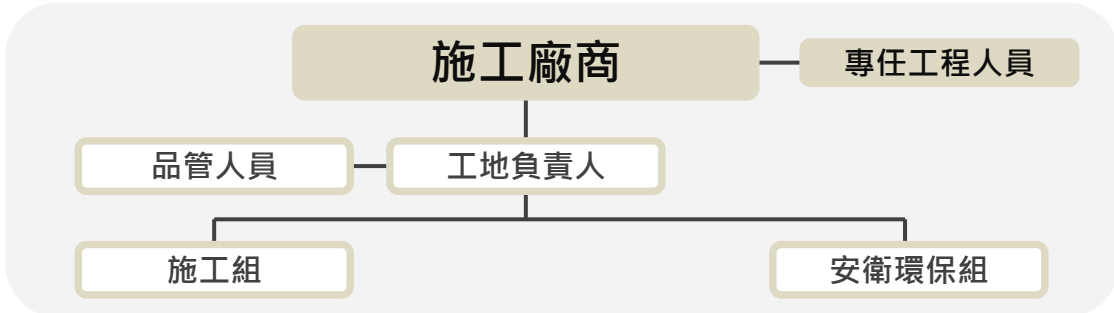 施工廠商
專任工程人員
品管人員
工地負責人
施工組
安衛環保組